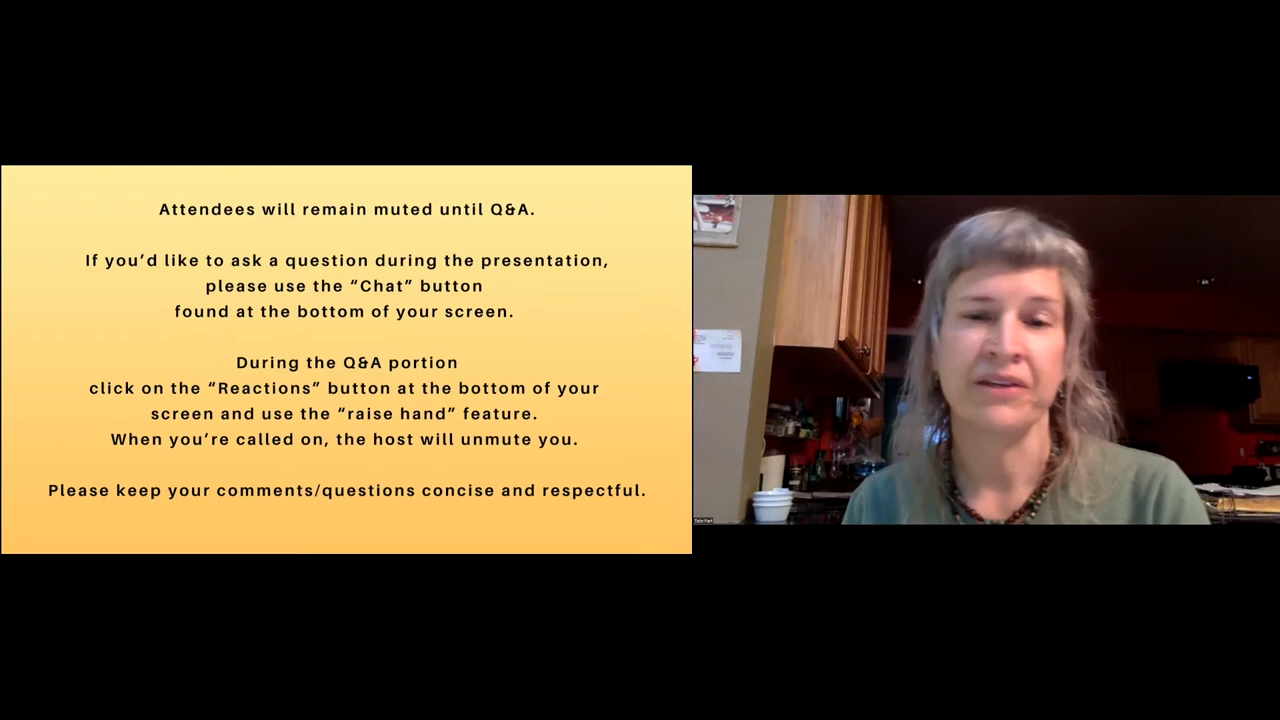 Attendees will remain muted until Q&A.
If you’d like to ask a question during the presentation,
please use the “Chat” button
found at the bottom of your screen.
During the Q&A portion
click on the “Reactions” button at the bottom of your
screen and use the “raise hand” feature.
When you’re called on, the host will unmute you.
Please keep your comments/questions concise and respectful.
Take Part